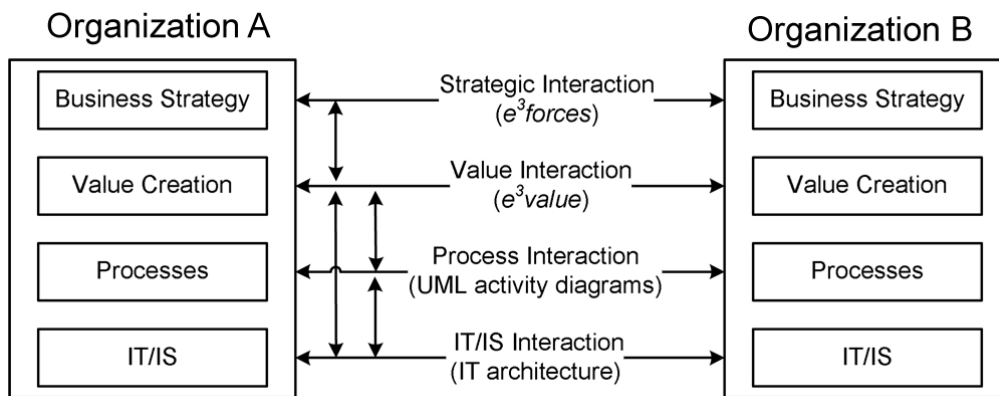 Organization A
Organization B
Business Strategy
Strategic Interaction
(e³forces)
Business Strategy
Value Creation
Value Interaction
(e³value)
Value Creation
Processes
Process Interaction
(UML activity diagrams)
Processes
IT/IS
IT/IS Interaction
(IT architecture)
IT/IS